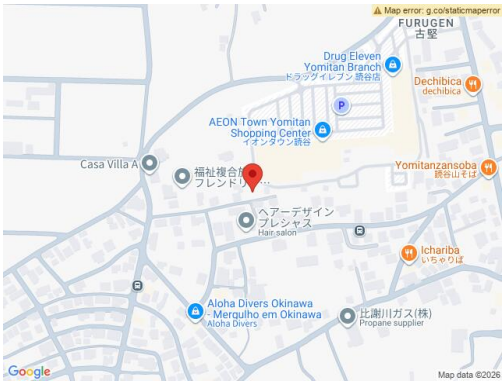 Map error: g.co/staticmaperror
FURUGEN
古堅
Drug Eleven
Yomitan Branch
ドラッグイレブン 読谷店
Dechibica
dechibica
P
AEON Town Yomitan
Shopping Center
イオンタウン読谷
Casa Villa A
福祉複合施
フレンドリ...
Yomitanzansoba
読谷山そば
ヘアーデザイン
プレシャス
Hair salon
Ichariba
いちゃりば
Aloha Divers Okinawa
- Mergulho em Okinawa
Aloha Divers
比謝川ガス(株)
Propane supplier
Google
Map data ©2026